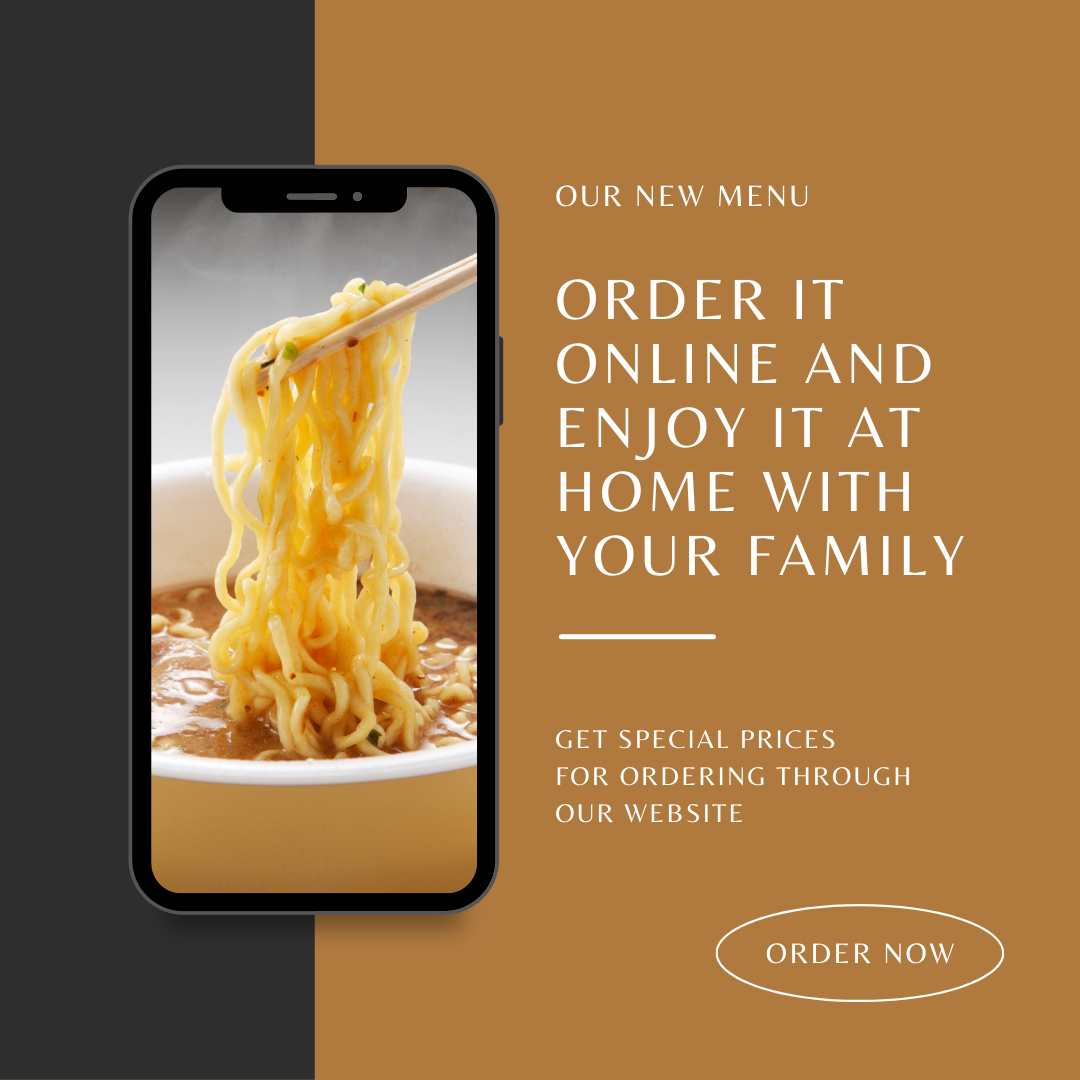 OUR NEW MENU
ORDER IT
ONLINE AND
ENJOY IT AT
HOME WITH
YOUR FAMILY
GET SPECIAL PRICES
FOR ORDERING THROUGH
OUR WEBSITE
ORDER NOW